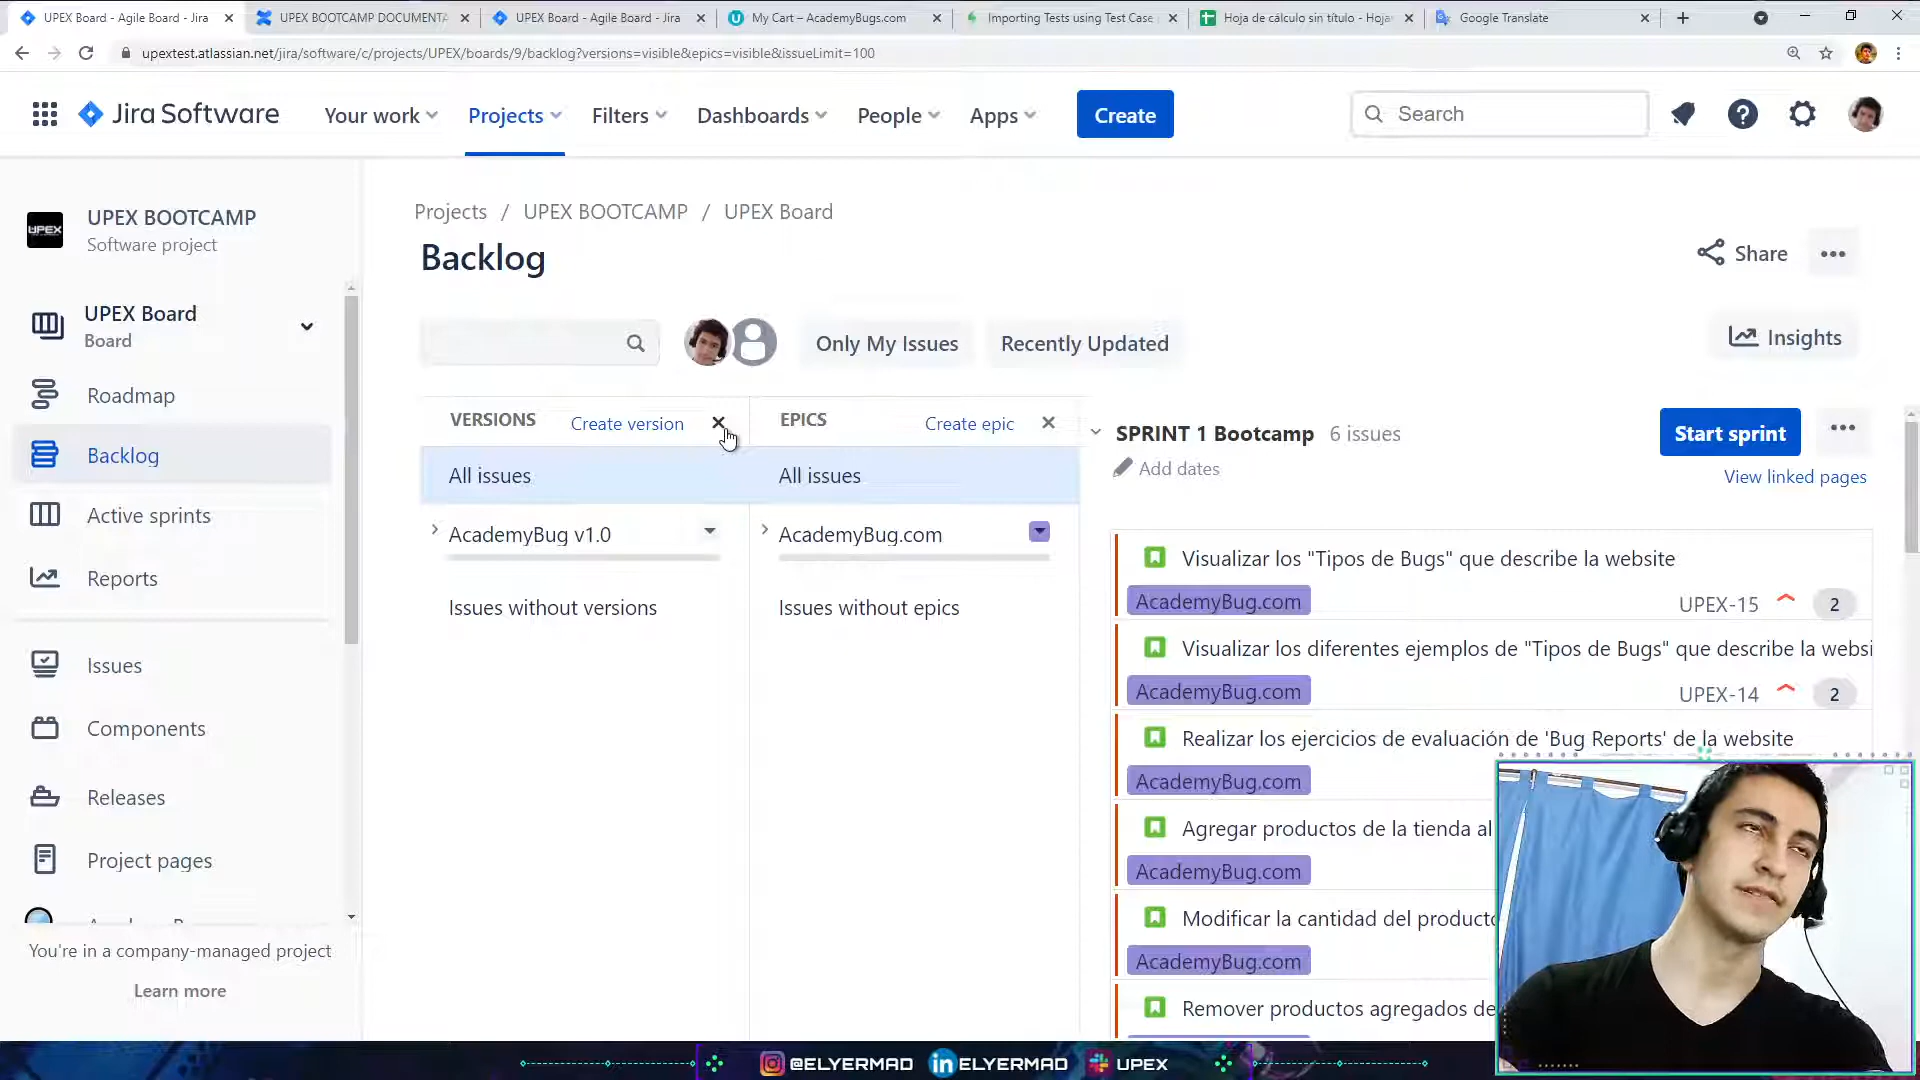 UPEX Board - Agile Board - Jira
UPEX BOOTCAMP DOCUMENTA
UPEX Board - Agile Board - Jira
My Cart – AcademyBugs.com
Importing Tests using Test Case
Hoja de cálculo sin título - Hoja
Google Translate
upextest.atlassian.net/jira/software/c/projects/UPEX/boards/9/backlog?versions=visible&epics=visible&issueLimit=100
Jira Software
Your work
Projects
Filters
Dashboards
People
Apps
Create
Search
UPEX
UPEX BOOTCAMP
Software project
UPEX Board
Board
Roadmap
Backlog
Active sprints
Reports
Issues
Components
Releases
Project pages
You're in a company-managed project
Learn more
Projects / UPEX BOOTCAMP / UPEX Board
Backlog
Share
Only My Issues
Recently Updated
Insights
VERSIONS
Create version
All issues
AcademyBug v1.0
Issues without versions
EPICS
Create epic
All issues
AcademyBug.com
Issues without epics
SPRINT 1 Bootcamp 6 issues
Add dates
Start sprint
View linked pages
Visualizar los "Tipos de Bugs" que describe la website
AcademyBug.com
UPEX-15
2
Visualizar los diferentes ejemplos de "Tipos de Bugs" que describe la websi
AcademyBug.com
UPEX-14
2
Realizar los ejercicios de evaluación de 'Bug Reports' de la website
AcademyBug.com
Agregar productos de la tienda al
AcademyBug.com
Modificar la cantidad del producto
AcademyBug.com
Remover productos agregados de
@ELYERMAD
in ELYERMAD
UPEX